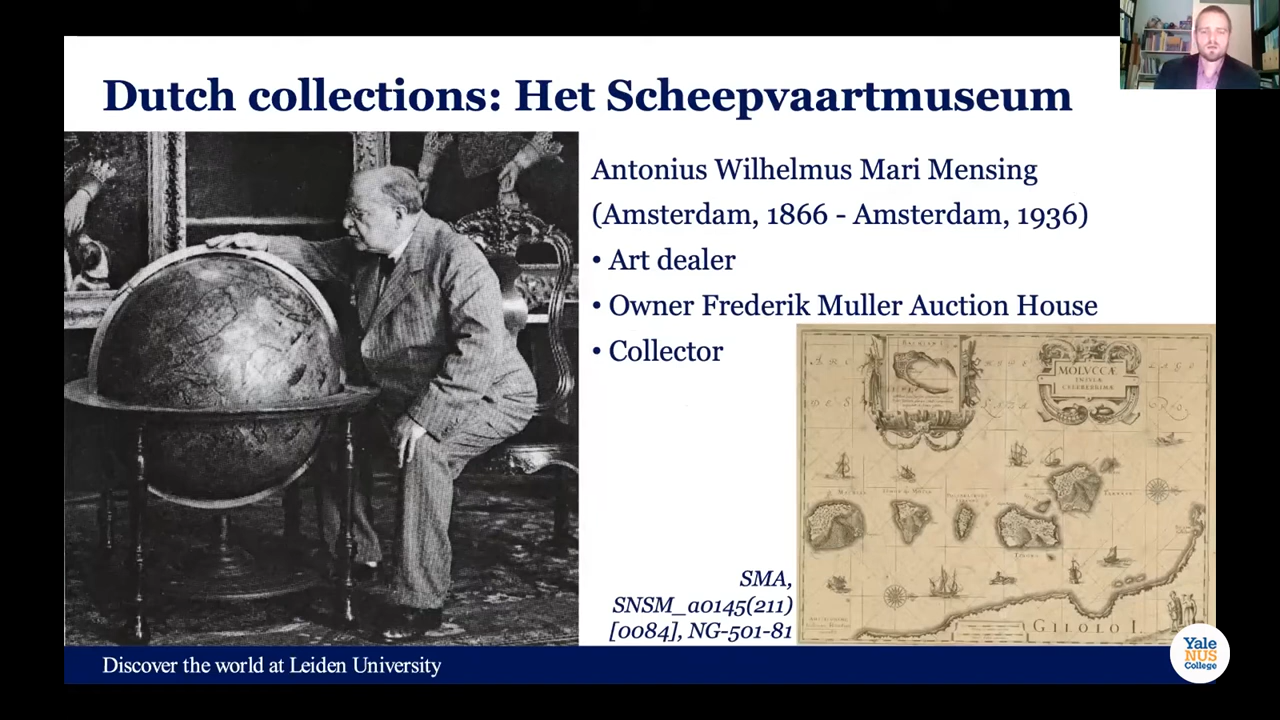 Dutch collections: Het Scheepvaartmuseum
Antonius Wilhelmus Mari Mensing
(Amsterdam, 1866 - Amsterdam, 1936)
• Art dealer
• Owner Frederik Muller Auction House
• Collector
MOLVCCÆ
INSVLÆ
CELEBERRIMÆ
GILOLO I.
SMA,
SNSM_a0145(211)
[0084], NG-501-81
Discover the world at Leiden University
Yale
NUS
College